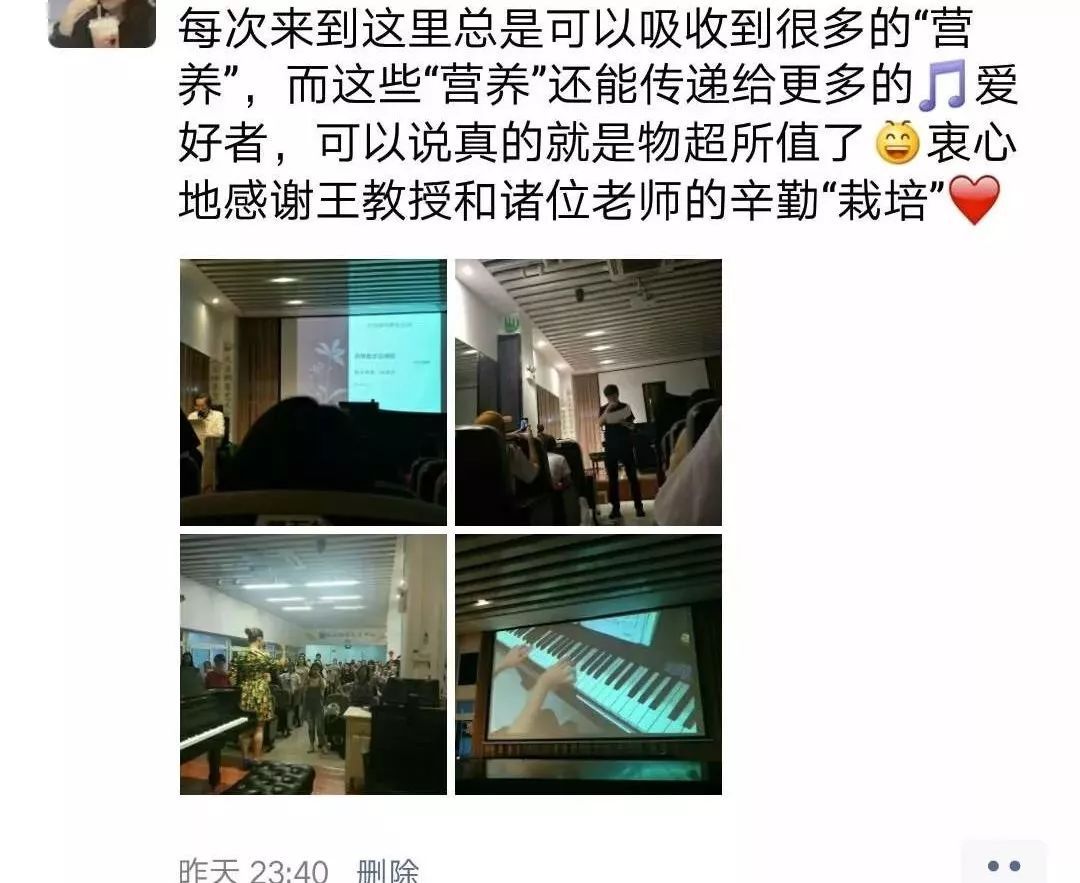 每次来到这里总是可以吸收到很多的“营
养”，而这些“营养”还能传递给更多的🎵爱
好者，可以说真的就是物超所值了😄衷心
地感谢王教授和诸位老师的辛勤“栽培”❤️
昨天 23:40 删除